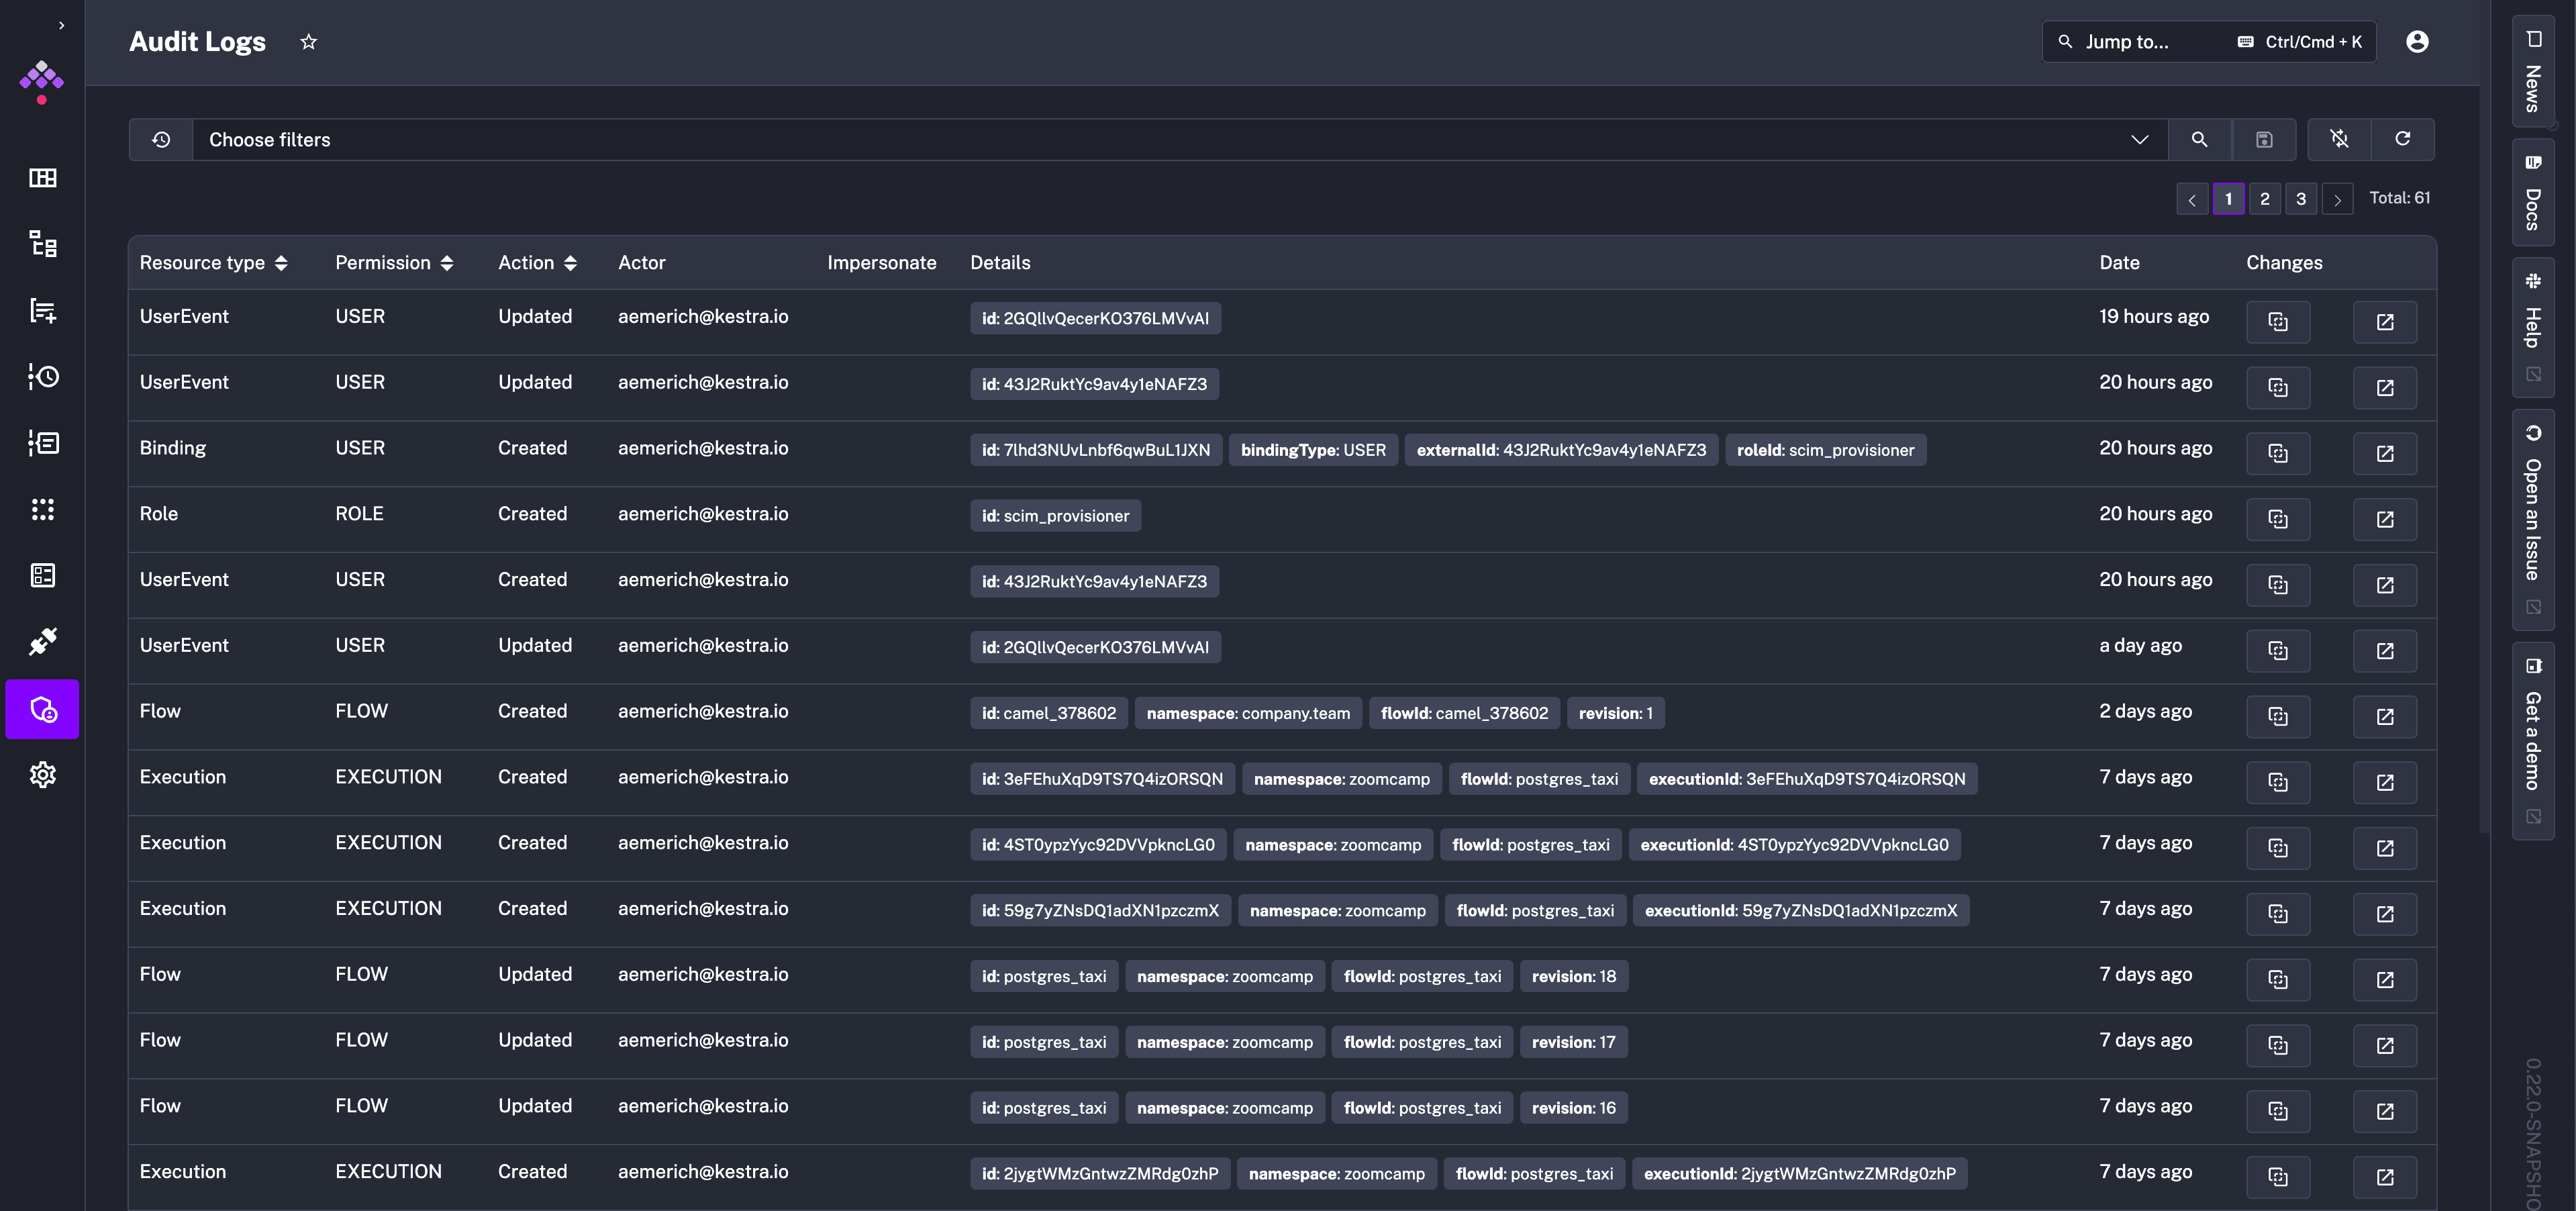 Audit Logs
Jump to... Ctrl/Cmd + K
Choose filters
1 2 3 Total: 61
Resource type Permission Action Actor Impersonate Details Date Changes
UserEvent USER Updated aemerich@kestra.io id: 2GQllvQecerKO376LMVvAI 19 hours ago
UserEvent USER Updated aemerich@kestra.io id: 43J2RuktYc9av4y1eNAFZ3 20 hours ago
Binding USER Created aemerich@kestra.io id: 7lhd3NUvLnbf6qwBuL1JXN bindingType: USER externalId: 43J2RuktYc9av4y1eNAFZ3 roleId: scim_provisioner 20 hours ago
Role ROLE Created aemerich@kestra.io id: scim_provisioner 20 hours ago
UserEvent USER Created aemerich@kestra.io id: 43J2RuktYc9av4y1eNAFZ3 20 hours ago
UserEvent USER Updated aemerich@kestra.io id: 2GQllvQecerKO376LMVvAI a day ago
Flow FLOW Created aemerich@kestra.io id: camel_378602 namespace: company.team flowId: camel_378602 revision: 1 2 days ago
Execution EXECUTION Created aemerich@kestra.io id: 3eFEhuXqD9TS7Q4izORSQN namespace: zoomcamp flowId: postgres_taxi executionId: 3eFEhuXqD9TS7Q4izORSQN 7 days ago
Execution EXECUTION Created aemerich@kestra.io id: 4ST0ypzYyc92DVVpkncLG0 namespace: zoomcamp flowId: postgres_taxi executionId: 4ST0ypzYyc92DVVpkncLG0 7 days ago
Execution EXECUTION Created aemerich@kestra.io id: 59g7yZNsDQ1adXN1pzczmX namespace: zoomcamp flowId: postgres_taxi executionId: 59g7yZNsDQ1adXN1pzczmX 7 days ago
Flow FLOW Updated aemerich@kestra.io id: postgres_taxi namespace: zoomcamp flowId: postgres_taxi revision: 18 7 days ago
Flow FLOW Updated aemerich@kestra.io id: postgres_taxi namespace: zoomcamp flowId: postgres_taxi revision: 17 7 days ago
Flow FLOW Updated aemerich@kestra.io id: postgres_taxi namespace: zoomcamp flowId: postgres_taxi revision: 16 7 days ago
Execution EXECUTION Created aemerich@kestra.io id: 2jygtWMzGntwzZMRdg0zhP namespace: zoomcamp flowId: postgres_taxi executionId: 2jygtWMzGntwzZMRdg0zhP 7 days ago
News
Docs
Help
Open an Issue
Get a demo
0.22.0-SNAPSHO